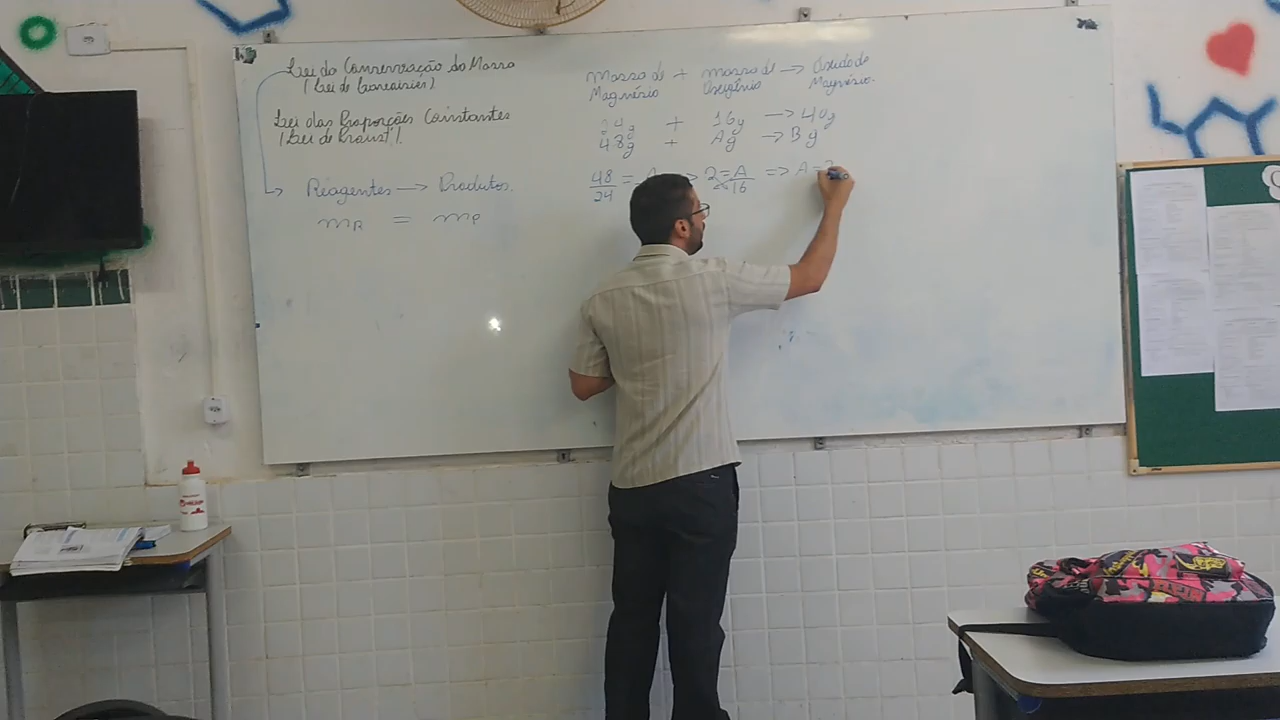 Lei da Conservação da Massa
(Lei de Lavoisier)
Lei das Proporções Constantes
(Lei de Proust).
Reagentes → Produtos.
mR = mP
massa de + massa de → Óxido de
Magnésio Oxigênio Magnésio.
24g + 16g → 40g
48g + Ag → Bg
48/24 = A → 2 = A/16 => A = 3